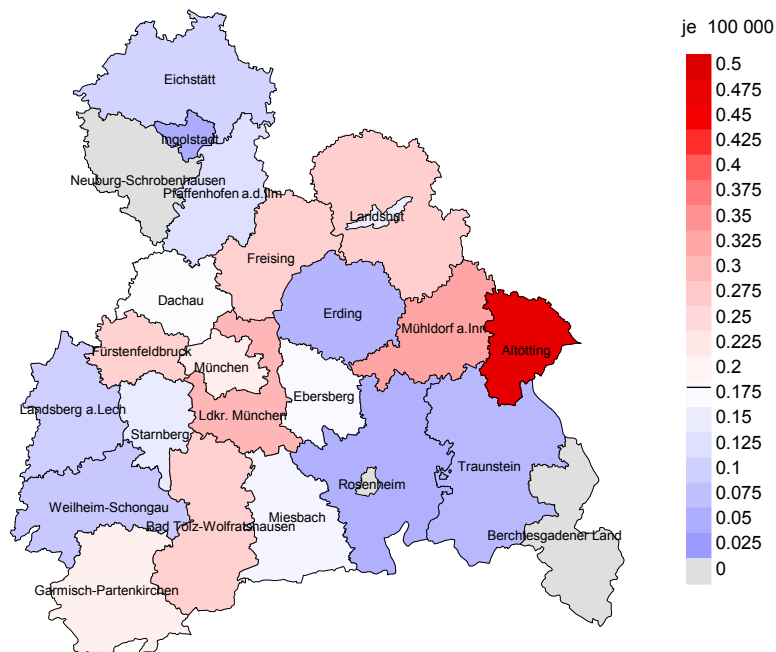 je 100 000
0.5
0.475
0.45
0.425
0.4
0.375
0.35
0.325
0.3
0.275
0.25
0.225
0.2
0.175
0.15
0.125
0.1
0.075
0.05
0.025
0
Eichstätt
Ingolstadt
Neuburg-Schrobenhausen
Pfaffenhofen a.d.Ilm
Landshut
Freising
Dachau
Erding
Mühldorf a.Inn
Altötting
Fürstenfeldbruck
München
Ebersberg
Landsberg a.Lech
Ldkr. München
Starnberg
Traunstein
Rosenheim
Weilheim-Schongau
Miesbach
Bad Tölz-Wolfratshausen
Berchtesgadener Land
Garmisch-Partenkirchen